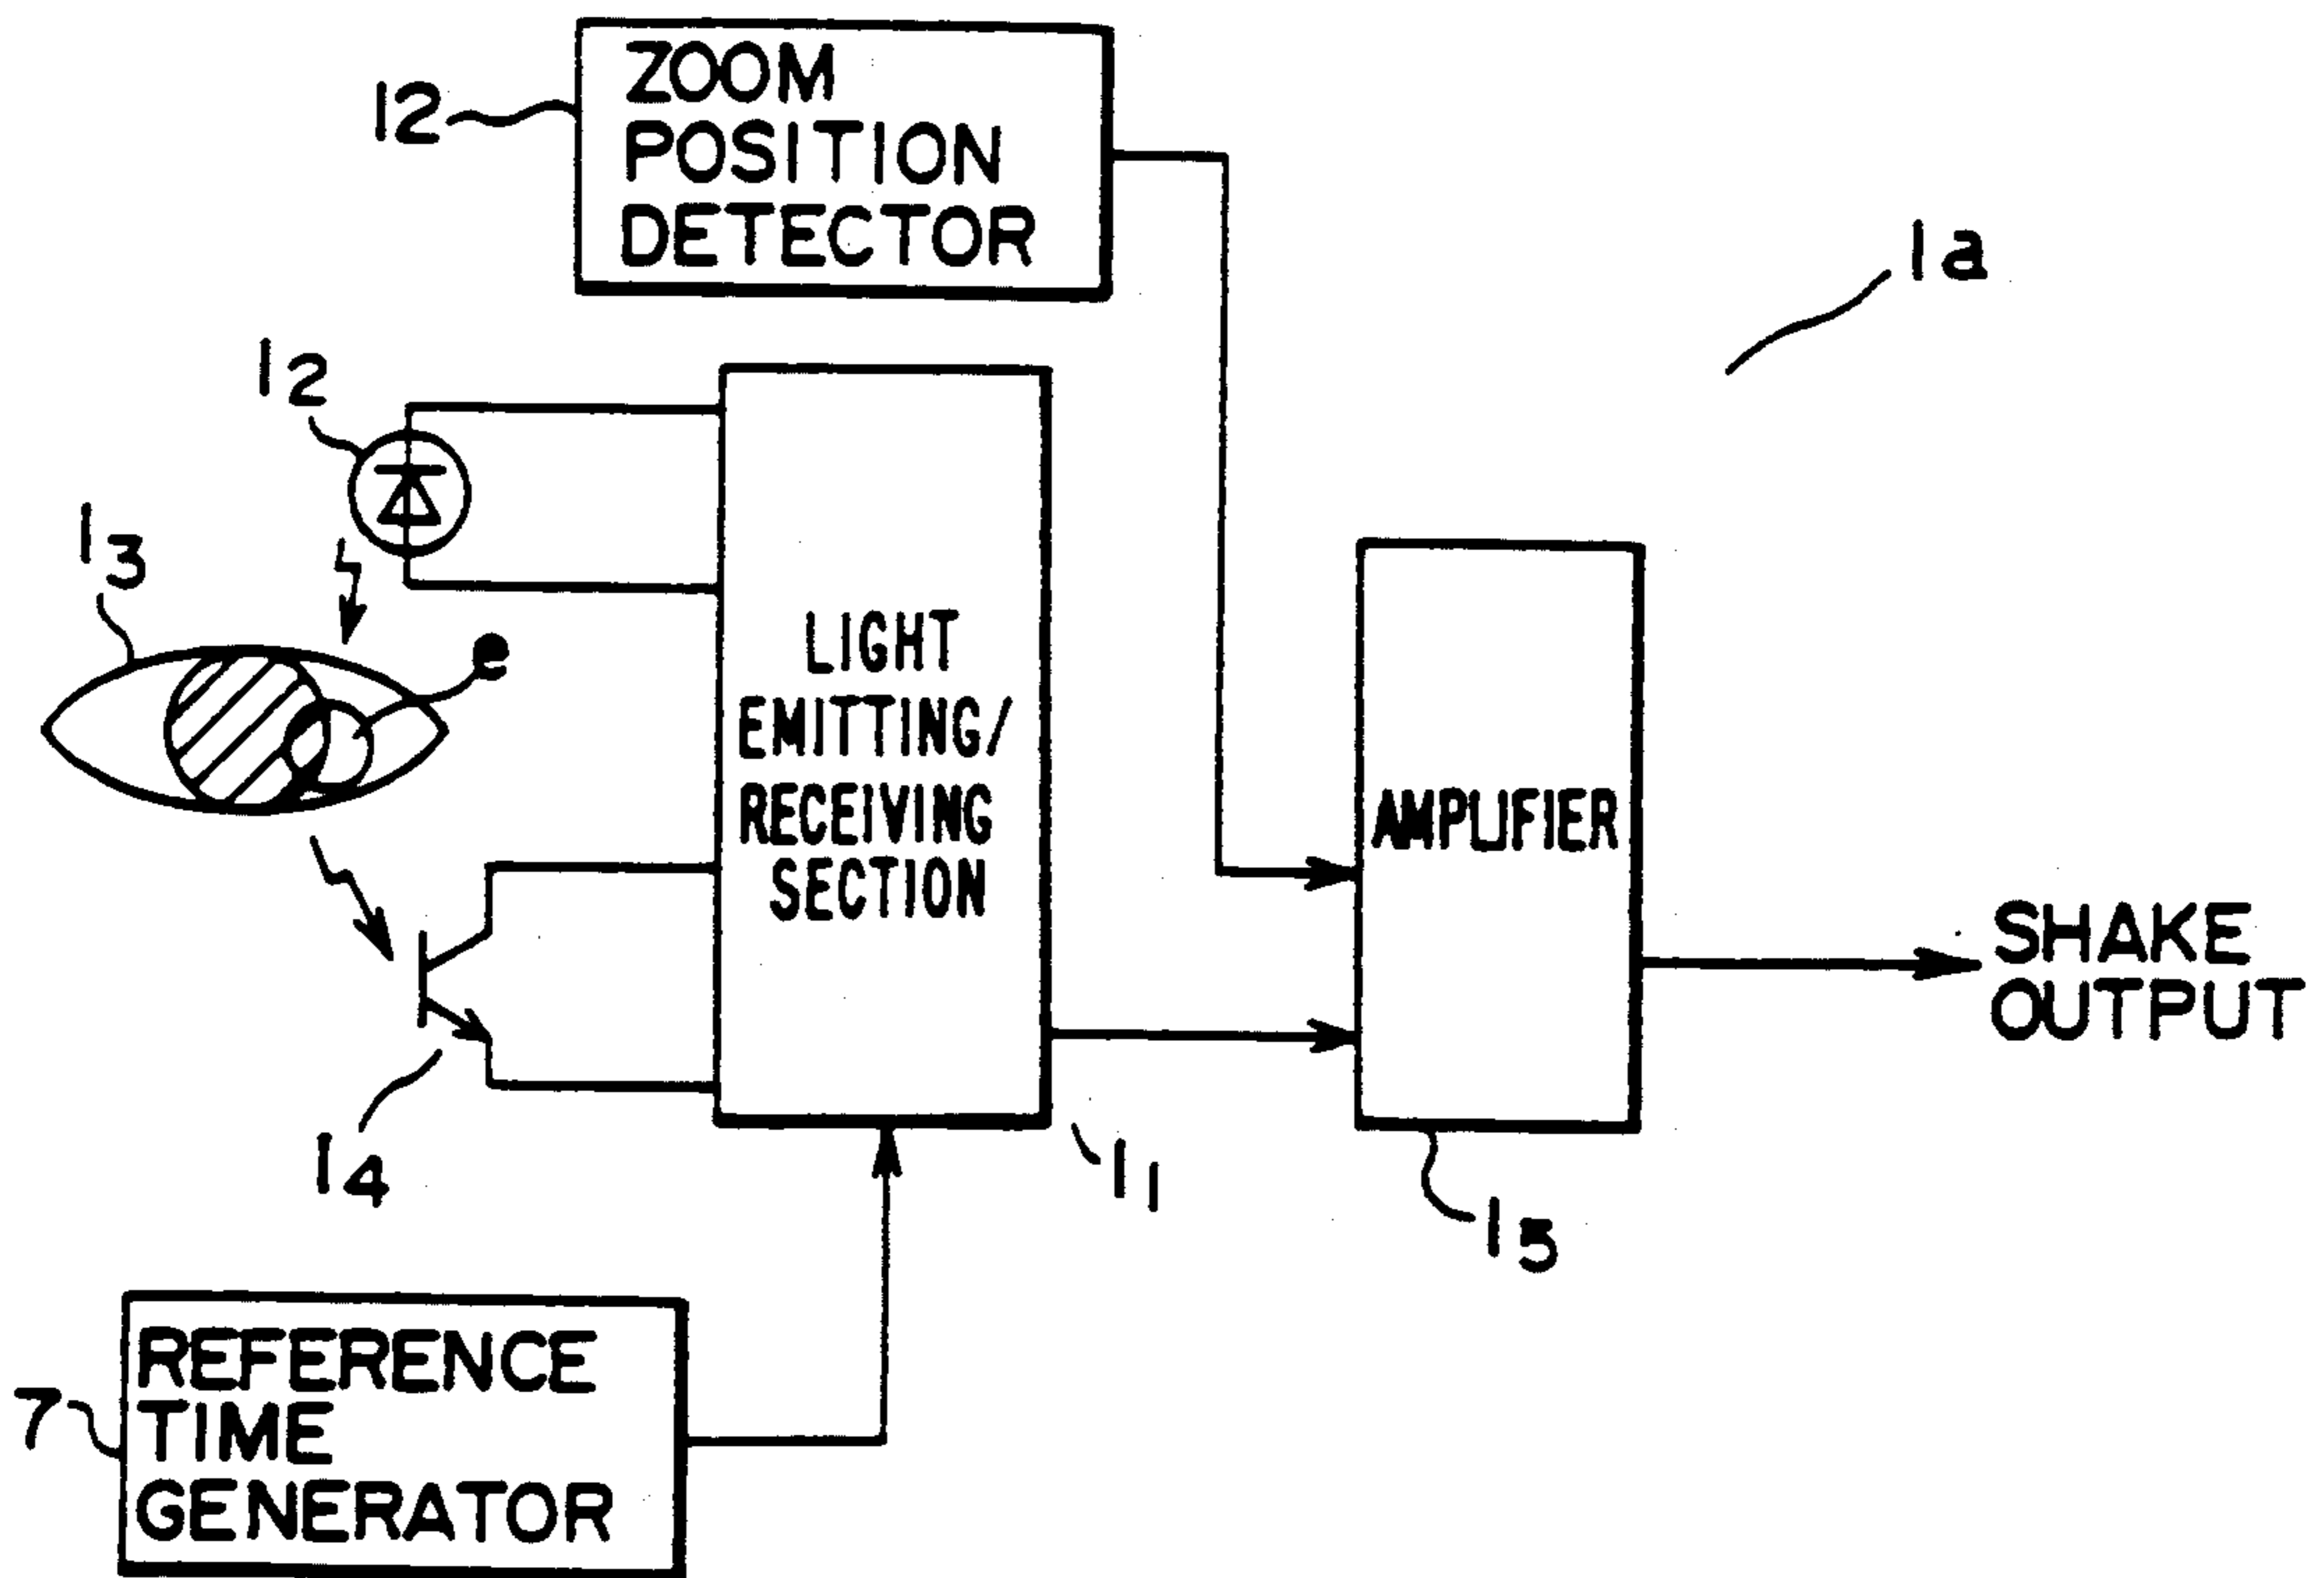 ZOOM
POSITION
DETECTOR
12
1a
1₂
1₃
e
LIGHT
EMITTING/
RECEIVING
SECTION
AMPLIFIER
SHAKE
OUTPUT
1₄
1₁
1₅
REFERENCE
TIME
GENERATOR
7